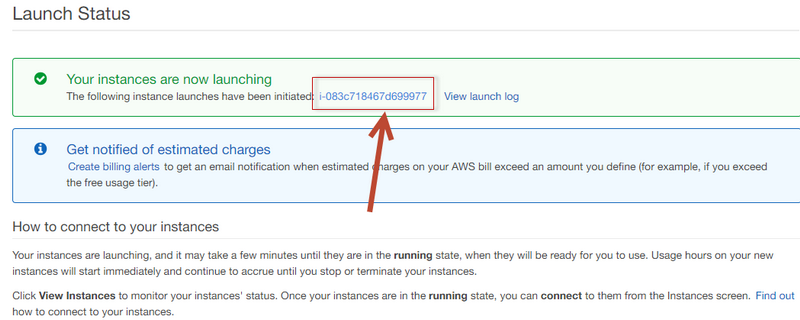 Launch Status
Your instances are now launching
The following instance launches have been initiated: i-083c718467d699977 View launch log
Get notified of estimated charges
Create billing alerts to get an email notification when estimated charges on your AWS bill exceed an amount you define (for example, if you exceed
the free usage tier).
How to connect to your instances
Your instances are launching, and it may take a few minutes until they are in the running state, when they will be ready for you to use. Usage hours on your new
instances will start immediately and continue to accrue until you stop or terminate your instances.
Click View Instances to monitor your instances' status. Once your instances are in the running state, you can connect to them from the Instances screen. Find out
how to connect to your instances.